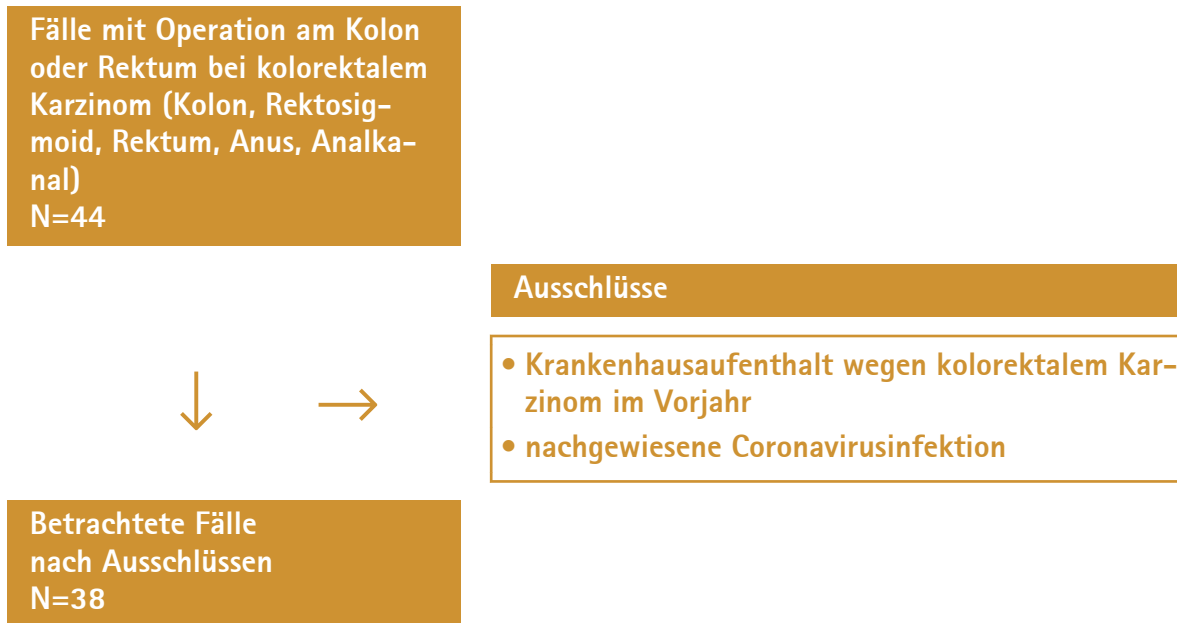 Fälle mit Operation am Kolon
oder Rektum bei kolorektalem
Karzinom (Kolon, Rektosig-
moid, Rektum, Anus, Analka-
nal)
N=44
Ausschlüsse
• Krankenhausaufenthalt wegen kolorektalem Kar-
zinom im Vorjahr
• nachgewiesene Coronavirusinfektion
Betrachtete Fälle
nach Ausschlüssen
N=38